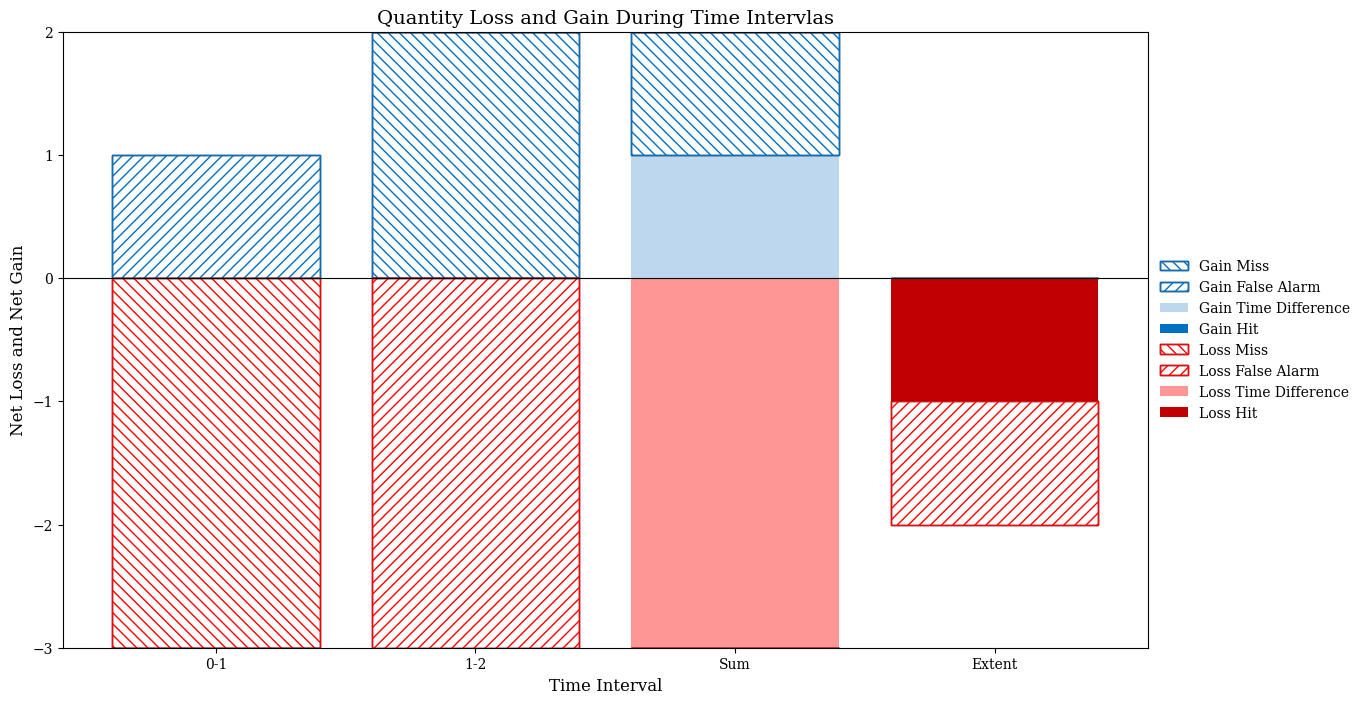 Quantity Loss and Gain During Time Intervlas
2
1
0
−1
−2
−3
Net Loss and Net Gain
0-1
1-2
Sum
Extent
Time Interval
Gain Miss
Gain False Alarm
Gain Time Difference
Gain Hit
Loss Miss
Loss False Alarm
Loss Time Difference
Loss Hit